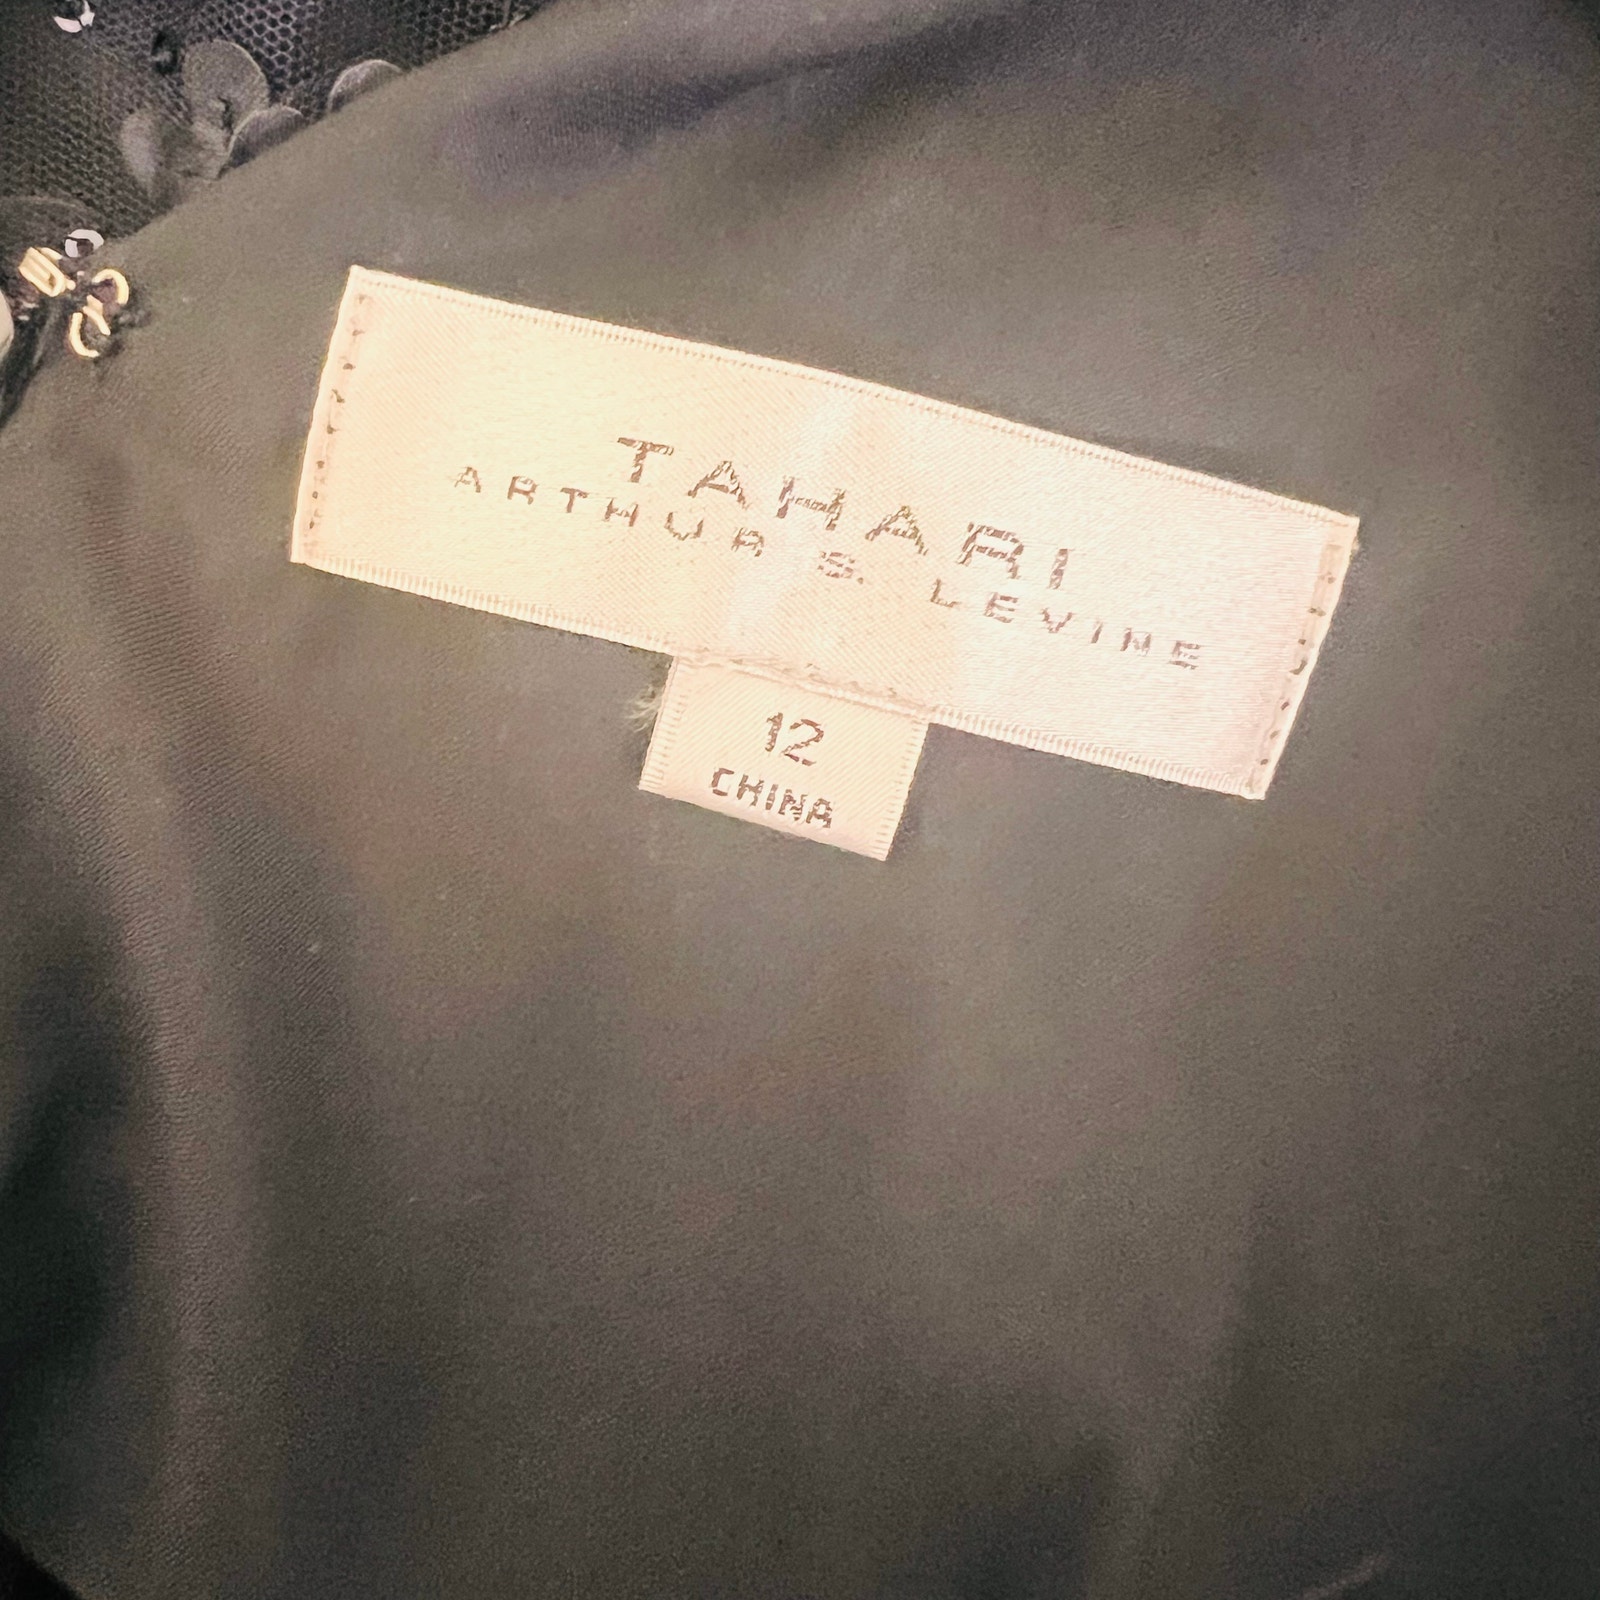 TAHARI
ARTHUR S. LEVINE
12
CHINA